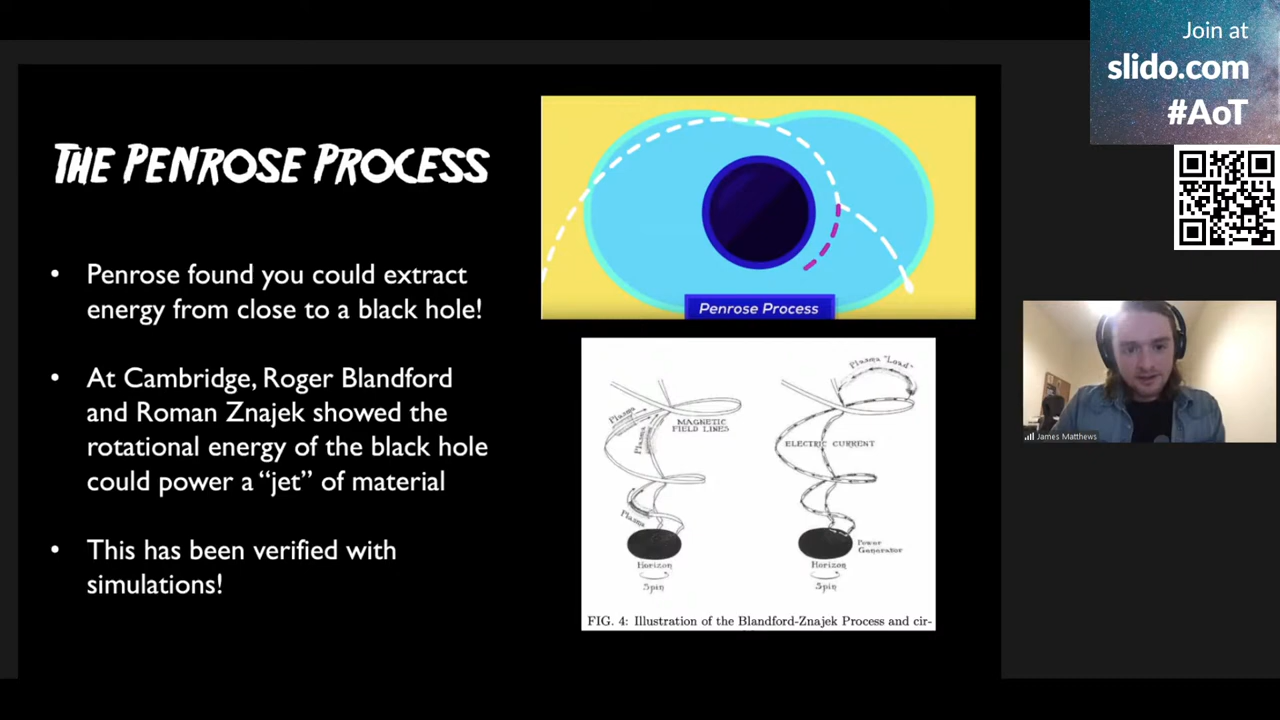 Join at
slido.com
#AoT
THE PENROSE PROCESS
• Penrose found you could extract
energy from close to a black hole!
• At Cambridge, Roger Blandford
and Roman Znajek showed the
rotational energy of the black hole
could power a “jet” of material
• This has been verified with
simulations!
Penrose Process
Plasma
Plasma
MAGNETIC
FIELD LINES
Plasma
Horizon
Spin
Plasma "Load"
ELECTRIC CURRENT
Power
Generator
Horizon
Spin
FIG. 4: Illustration of the Blandford-Znajek Process and cir-
James Matthews